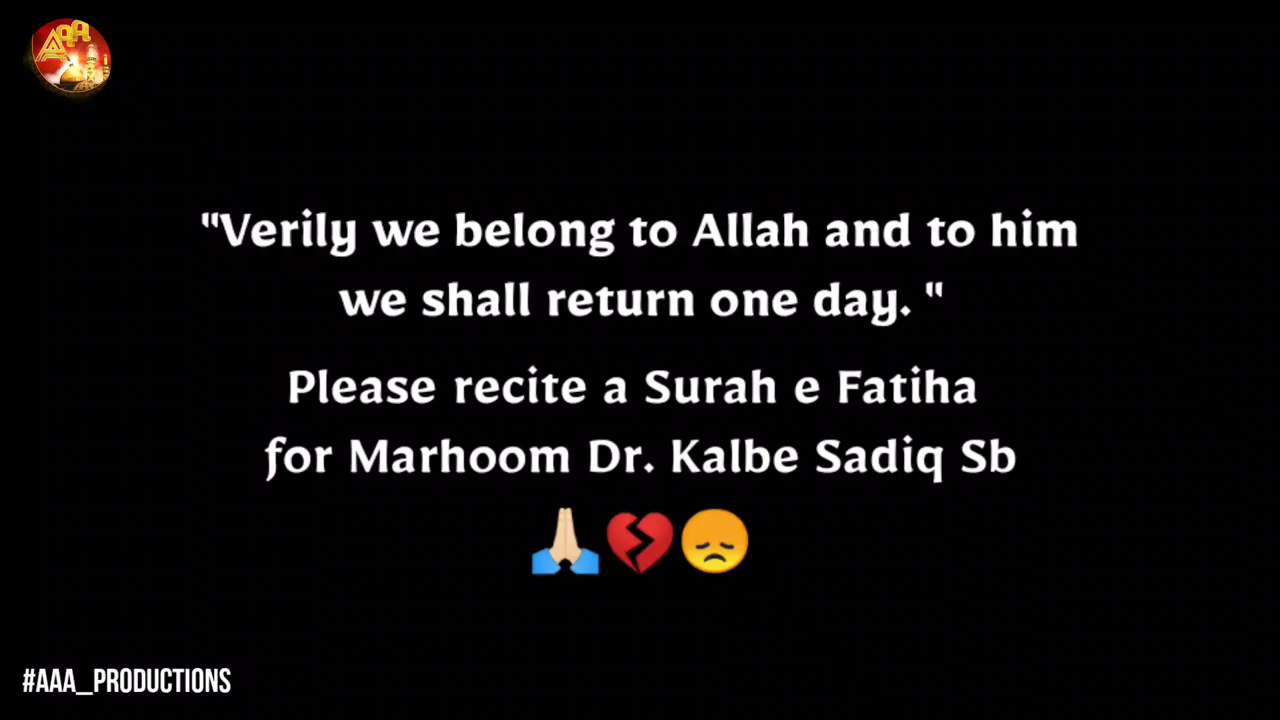 AAA
"Verily we belong to Allah and to him
we shall return one day. "
Please recite a Surah e Fatiha
for Marhoom Dr. Kalbe Sadiq Sb
🙏🏻💔😞
#AAA_PRODUCTIONS